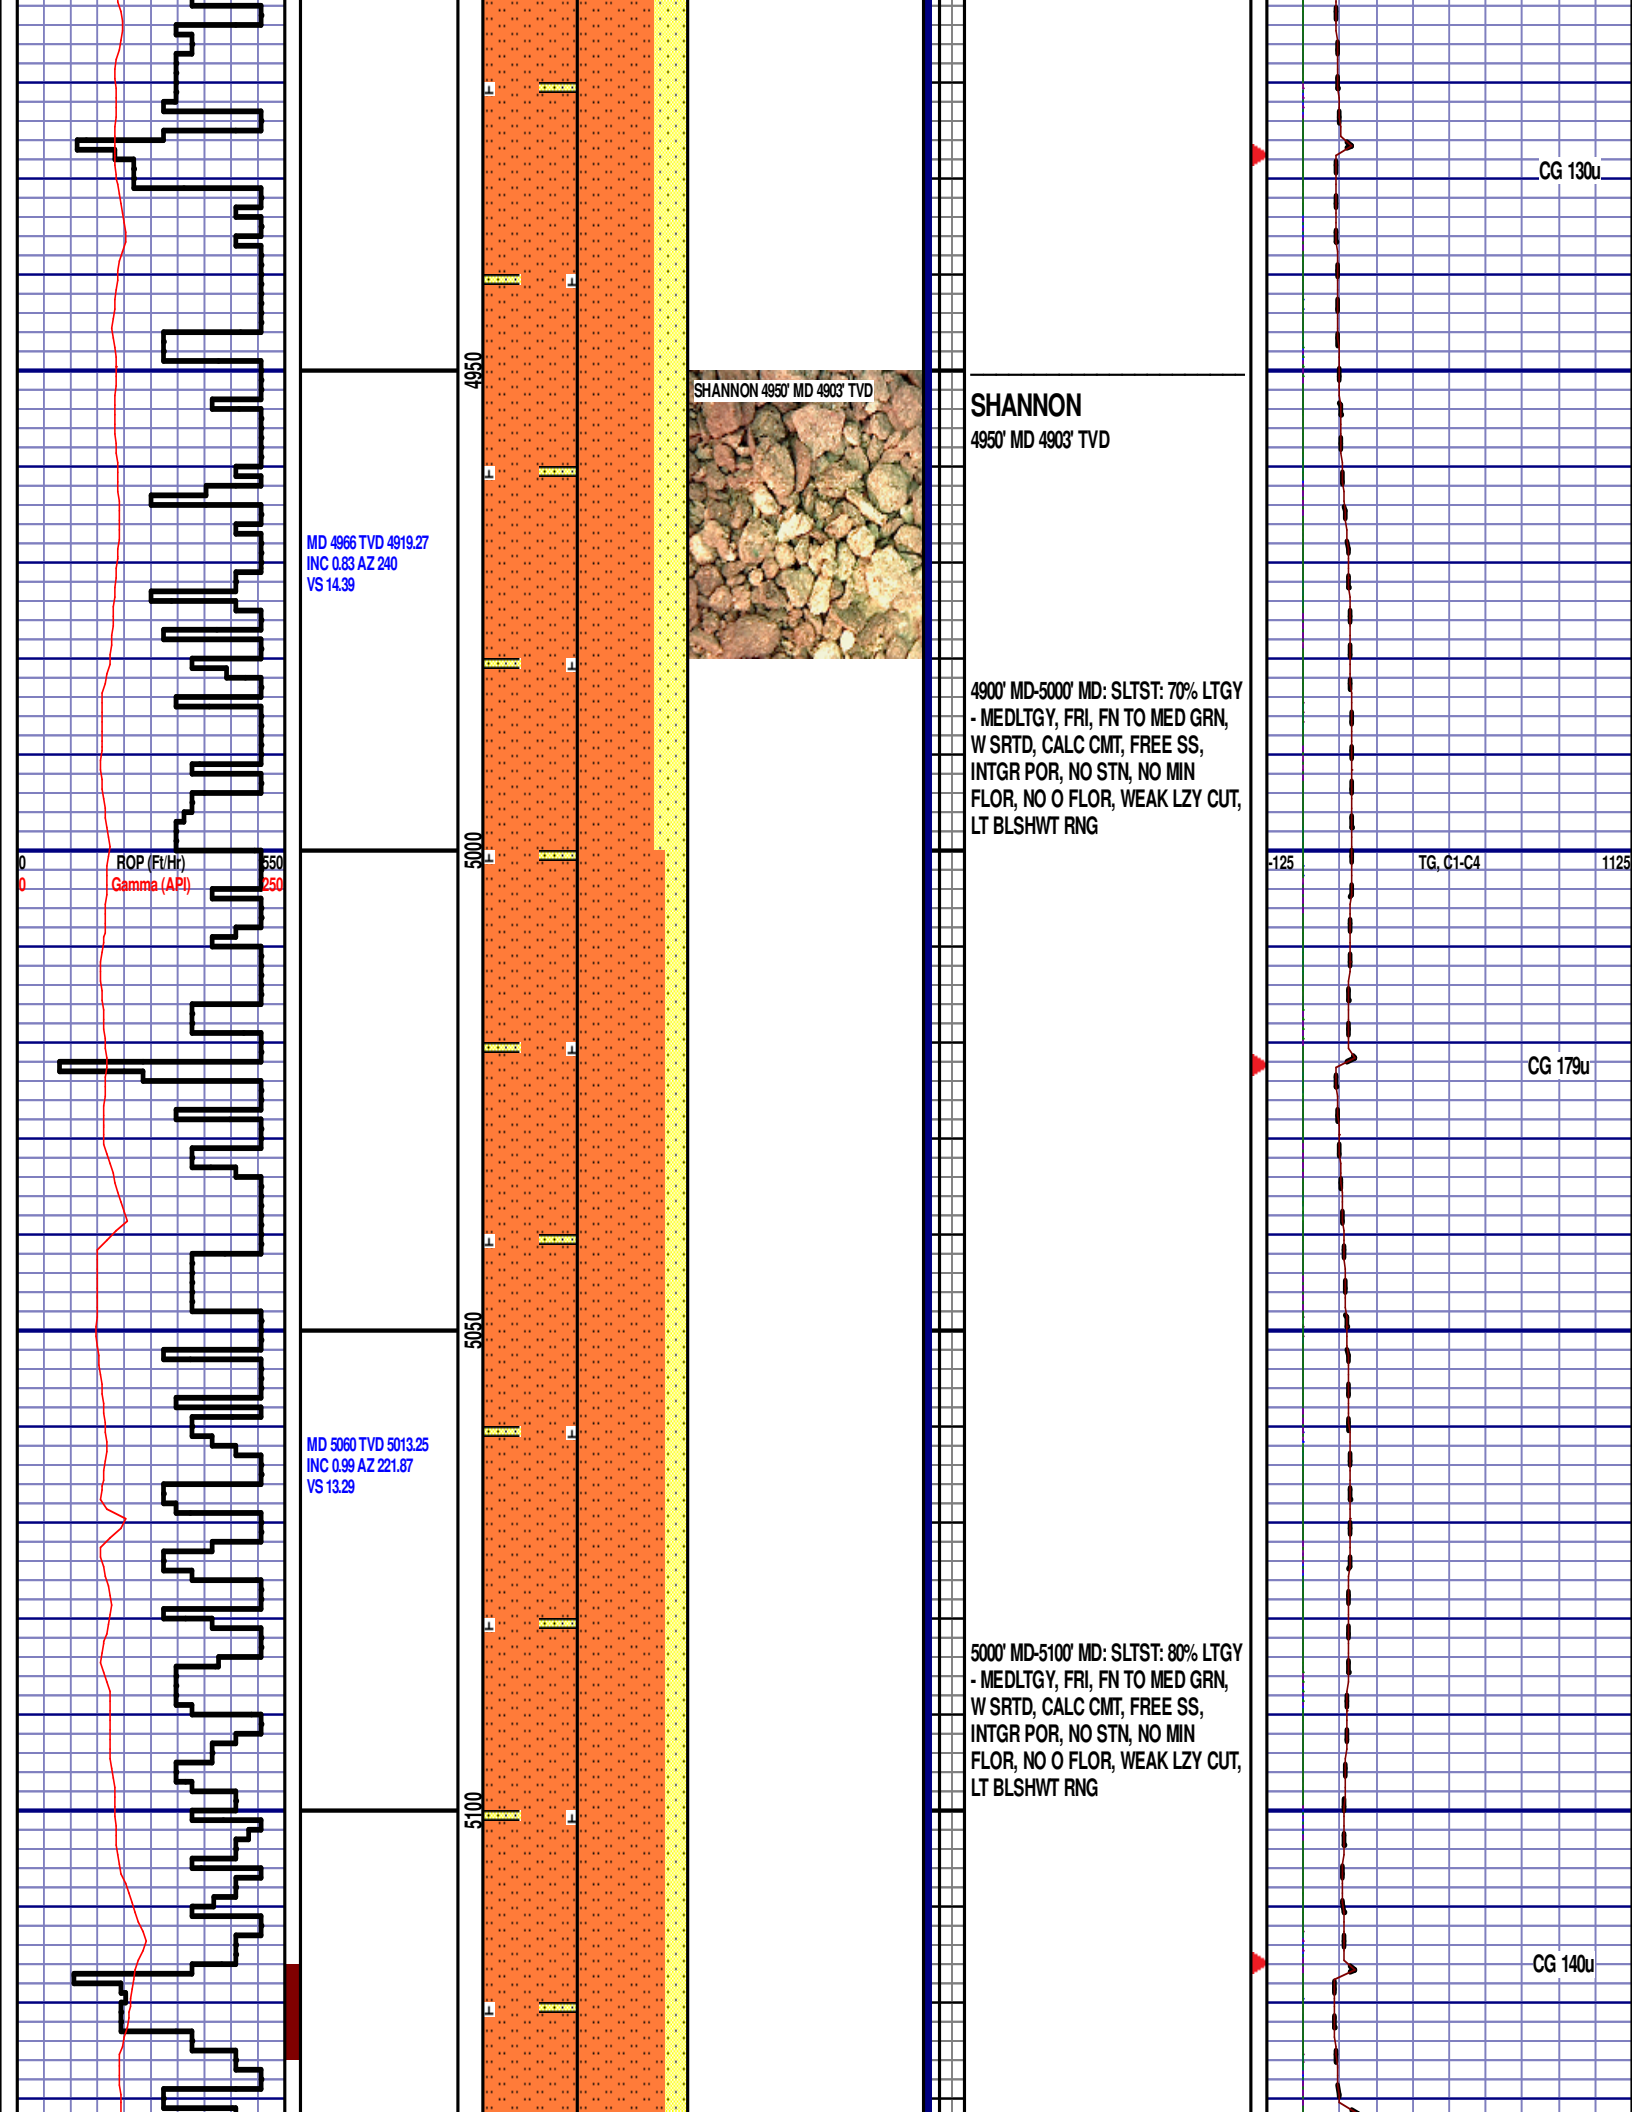 CG 130u
4950
SHANNON 4950' MD 4903' TVD
SHANNON
4950' MD 4903' TVD
MD 4966 TVD 4919.27
INC 0.83 AZ 240
VS 14.39
4900' MD-5000' MD: SLTST: 70% LTGY
- MEDLTGY, FRI, FN TO MED GRN,
W SRTD, CALC CMT, FREE SS,
INTGR POR, NO STN, NO MIN
FLOR, NO O FLOR, WEAK LZY CUT,
LT BLSHWT RNG
5000
0 ROP (Ft/Hr) 550
0 Gamma (API) 250
-125 TG, C1-C4 1125
CG 179u
5050
MD 5060 TVD 5013.25
INC 0.99 AZ 221.87
VS 13.29
5000' MD-5100' MD: SLTST: 80% LTGY
- MEDLTGY, FRI, FN TO MED GRN,
W SRTD, CALC CMT, FREE SS,
INTGR POR, NO STN, NO MIN
FLOR, NO O FLOR, WEAK LZY CUT,
LT BLSHWT RNG
5100
CG 140u